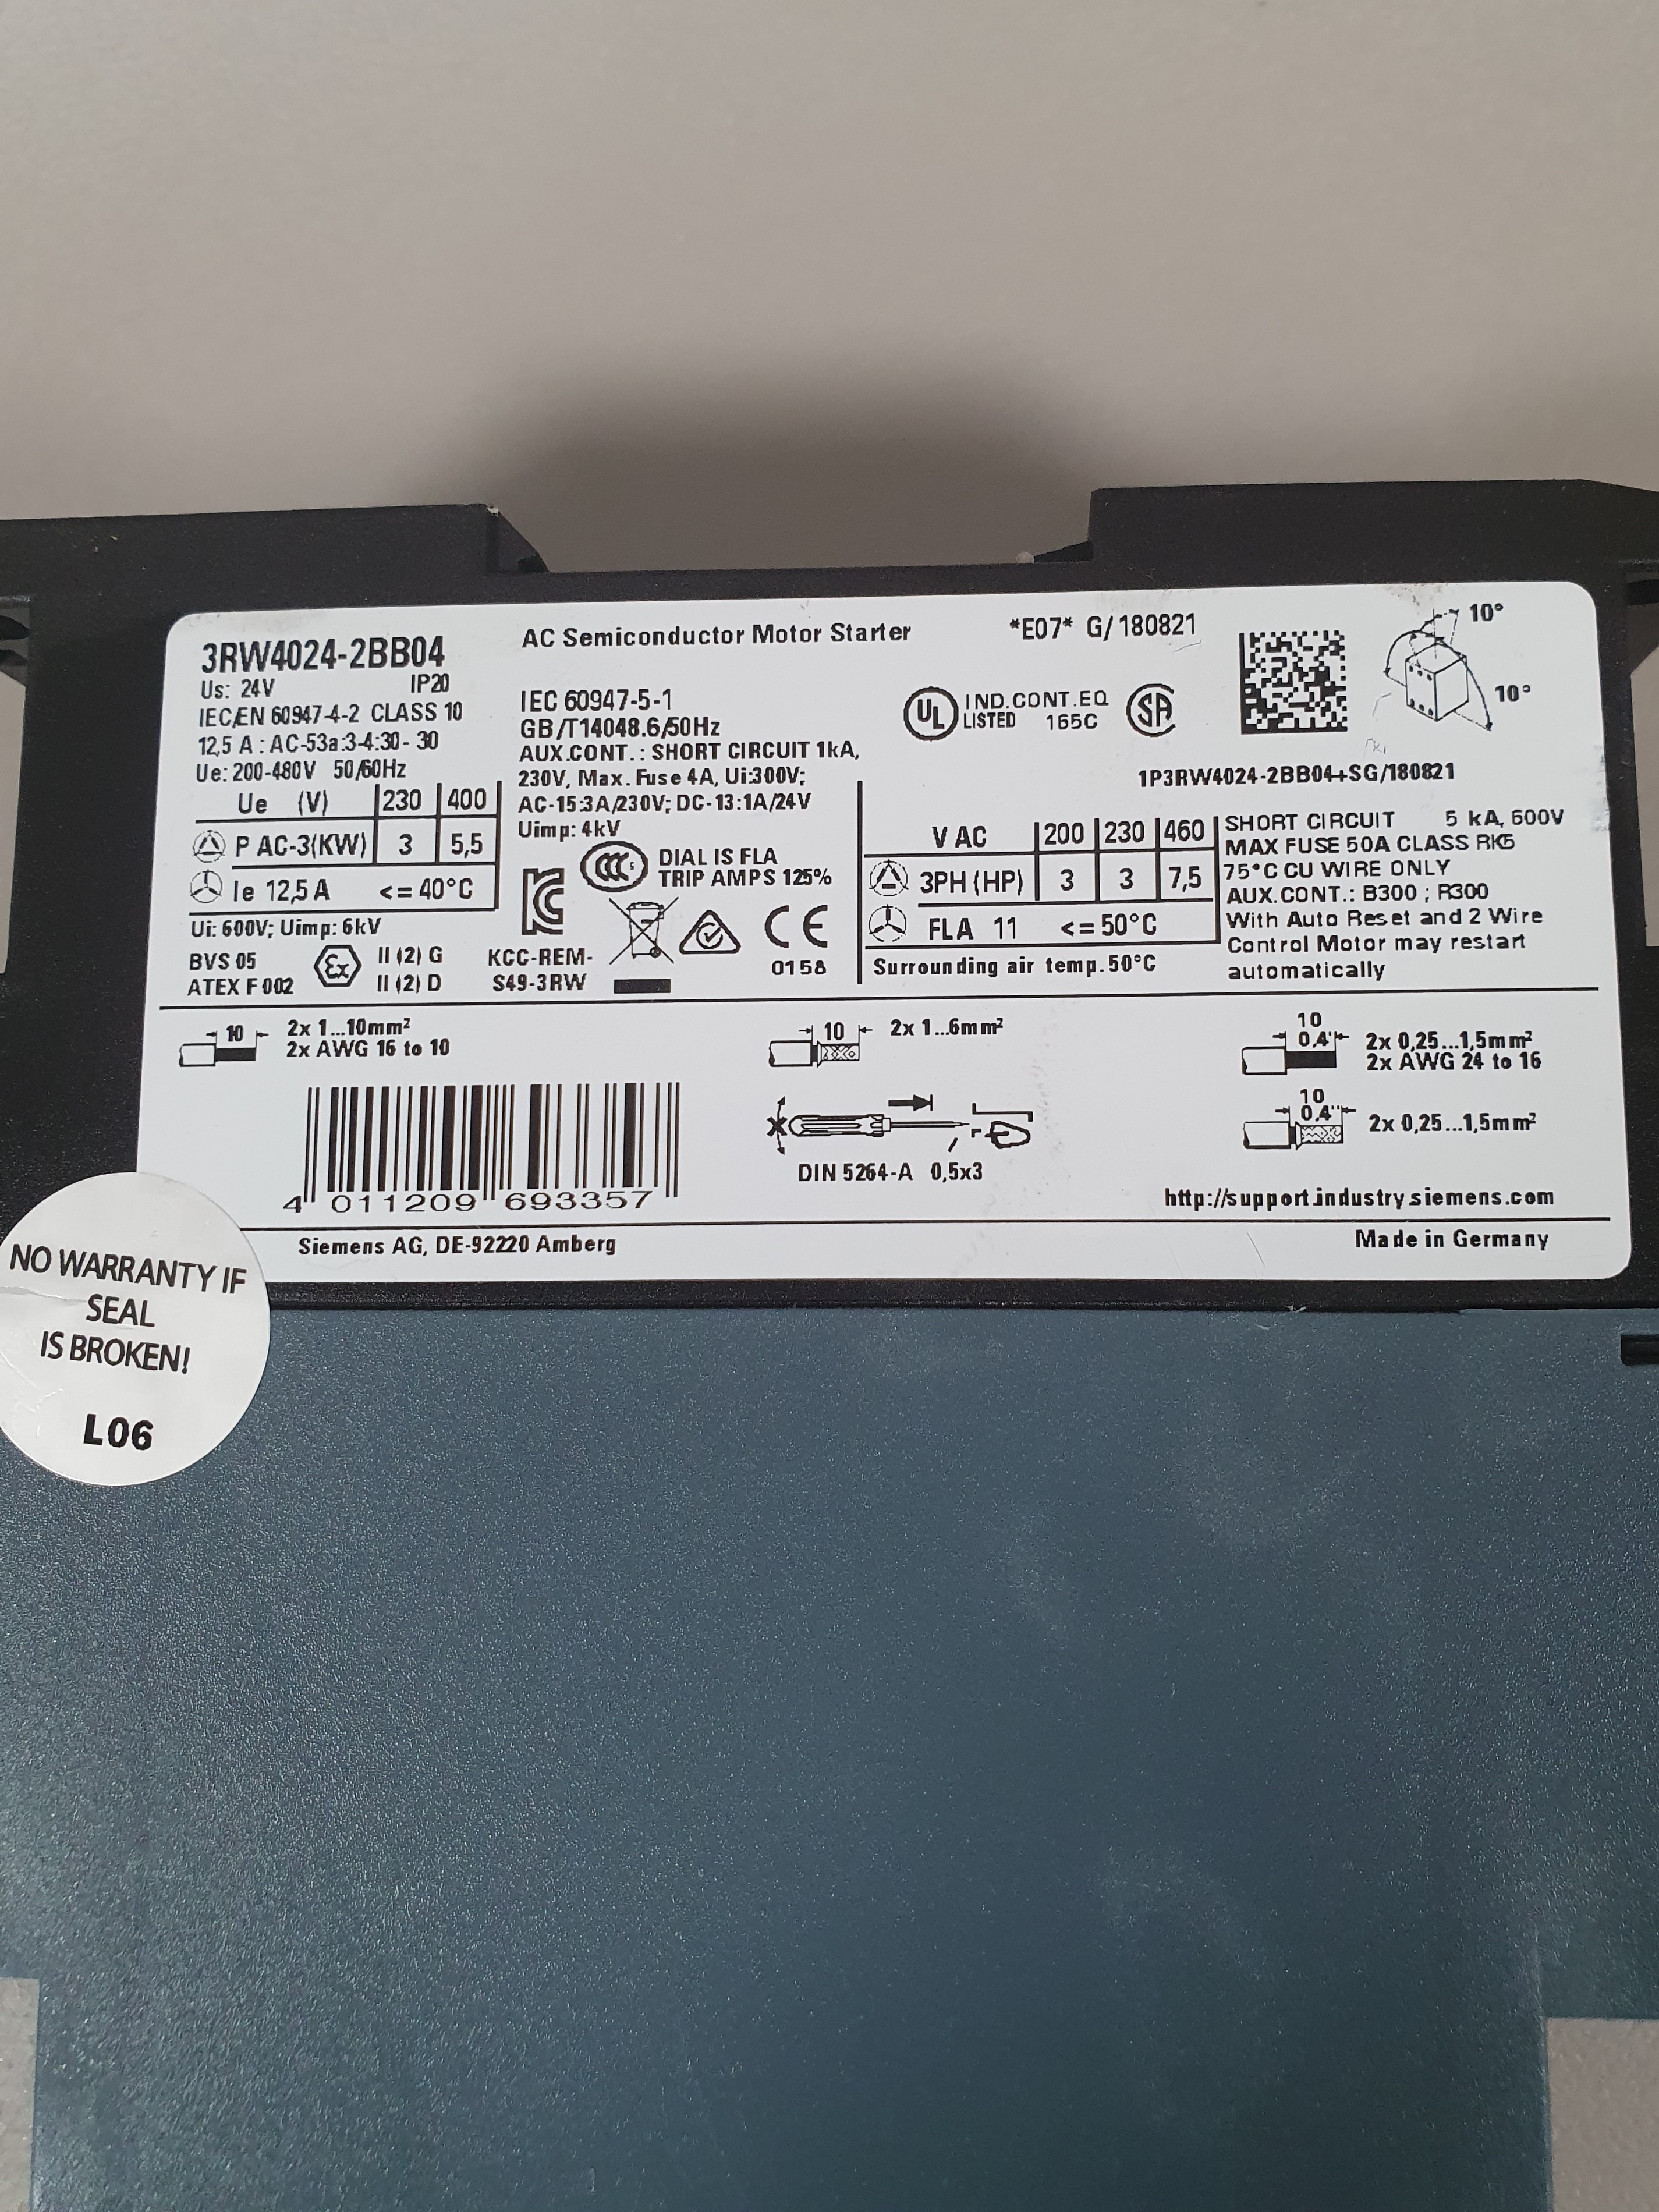 3RW4024-2BB04
AC Semiconductor Motor Starter
*E07* G/180821
Us: 24V IP20
IEC/EN 60947-4-2 CLASS 10
12,5 A : AC-53a:3-4:30-30
Ue: 200-480V 50/60Hz
Ue (V) 230 400
P AC-3(KW) 3 5,5
Ie 12,5 A <= 40°C
Ui: 600V; Uimp: 6kV
BVS 05
ATEX F 002
Ex
II (2) G
II (2) D
IEC 60947-5-1
GB/T14048.6/50Hz
AUX.CONT.: SHORT CIRCUIT 1kA,
230V, Max. Fuse 4A, Ui:300V;
AC-15:3A/230V; DC-13:1A/24V
Uimp: 4kV
CCC S
DIAL IS FLA
TRIP AMPS 125%
KC
KCC-REM-
S49-3RW
CE
0158
UL
LISTED
IND.CONT.EQ
165C
SA
10°
10°
1P3RW4024-2BB04+SG/180821
V AC 200 230 460
3PH (HP) 3 3 7,5
FLA 11 <= 50°C
Surrounding air temp. 50°C
SHORT CIRCUIT 5 kA, 600V
MAX FUSE 50A CLASS RK5
75°C CU WIRE ONLY
AUX.CONT.: B300 ; R300
With Auto Reset and 2 Wire
Control Motor may restart
automatically
10
2x 1...10mm²
2x AWG 16 to 10
10
2x 1...6mm²
10
0,4"
2x 0,25...1,5mm²
2x AWG 24 to 16
10
0,4"
2x 0,25...1,5mm²
DIN 5264-A 0,5x3
4 011209 693357
http://support.industry.siemens.com
Siemens AG, DE-92220 Amberg
Made in Germany
NO WARRANTY IF
SEAL
IS BROKEN!
L06